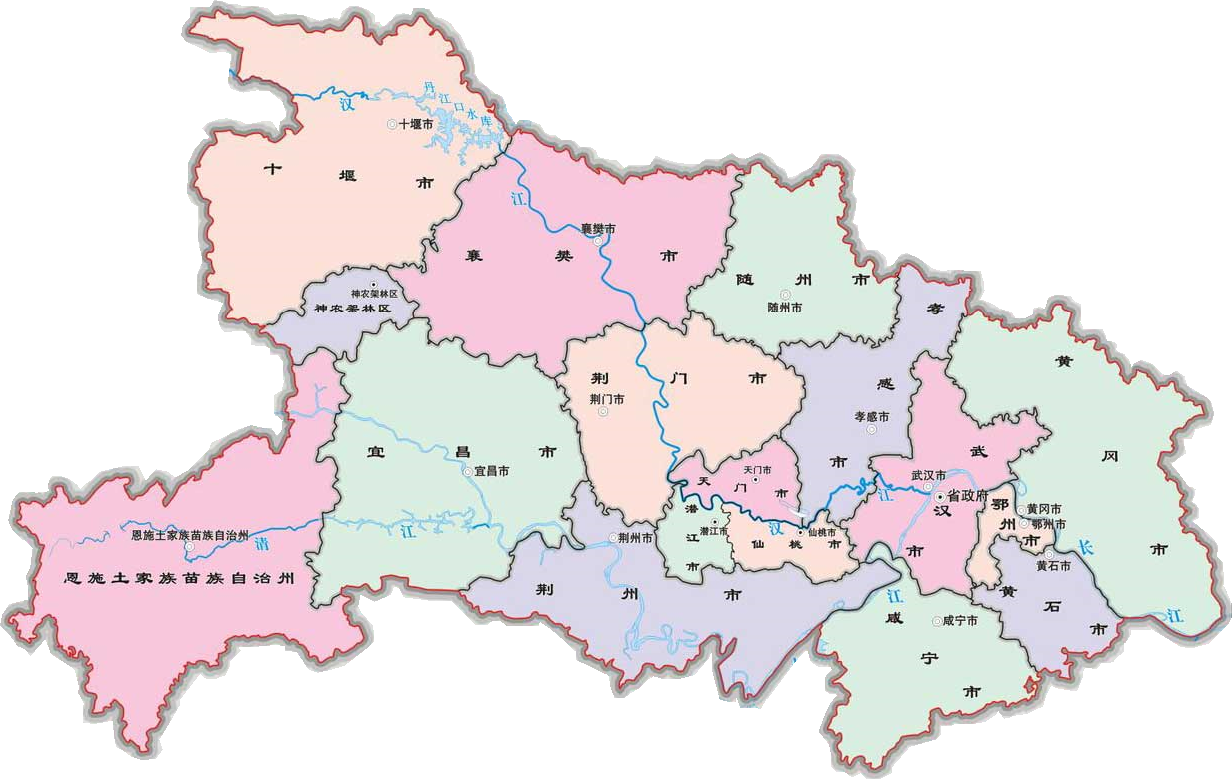 丹江口水库
汉
十堰市
十堰市
江
襄樊市
襄樊市
随州市
随州市
神农架林区
神农架林区
孝感市
孝感市
黄冈市
黄冈市
荆门市
荆门市
宜昌市
宜昌市
武汉市
武汉市
省政府
江
天门市
天门市
汉
潜江市
潜江市
仙桃市
仙桃市
鄂州市
鄂州市
黄石市
黄石市
长
江
恩施土家族苗族自治州
恩施土家族苗族自治州
清
江
荆州市
荆州市
江
咸宁市
咸宁市